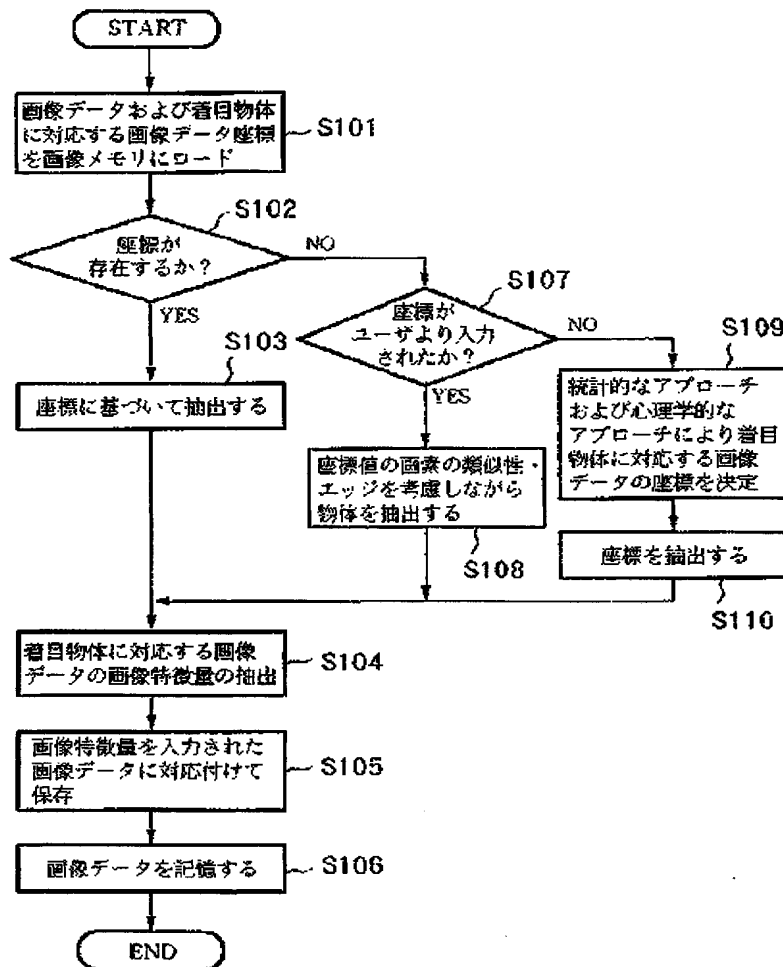 START
画像データおよび着目物体
に対応する画像データ座標
を画像メモリにロード
S101
S102
座標が
存在するか?
NO
YES
S107
座標が
ユーザより入力
されたか?
NO
YES
S103
座標に基づいて抽出する
S109
統計的なアプローチ
および心理学的な
アプローチにより着目
物体に対応する画像
データの座標を決定
座標値の画素の類似性・
エッジを考慮しながら
物体を抽出する
S108
座標を抽出する
S110
着目物体に対応する画像
データの画像特徴量の抽出
S104
画像特徴量を入力された
画像データに対応付けて
保存
S105
画像データを記憶する
S106
END